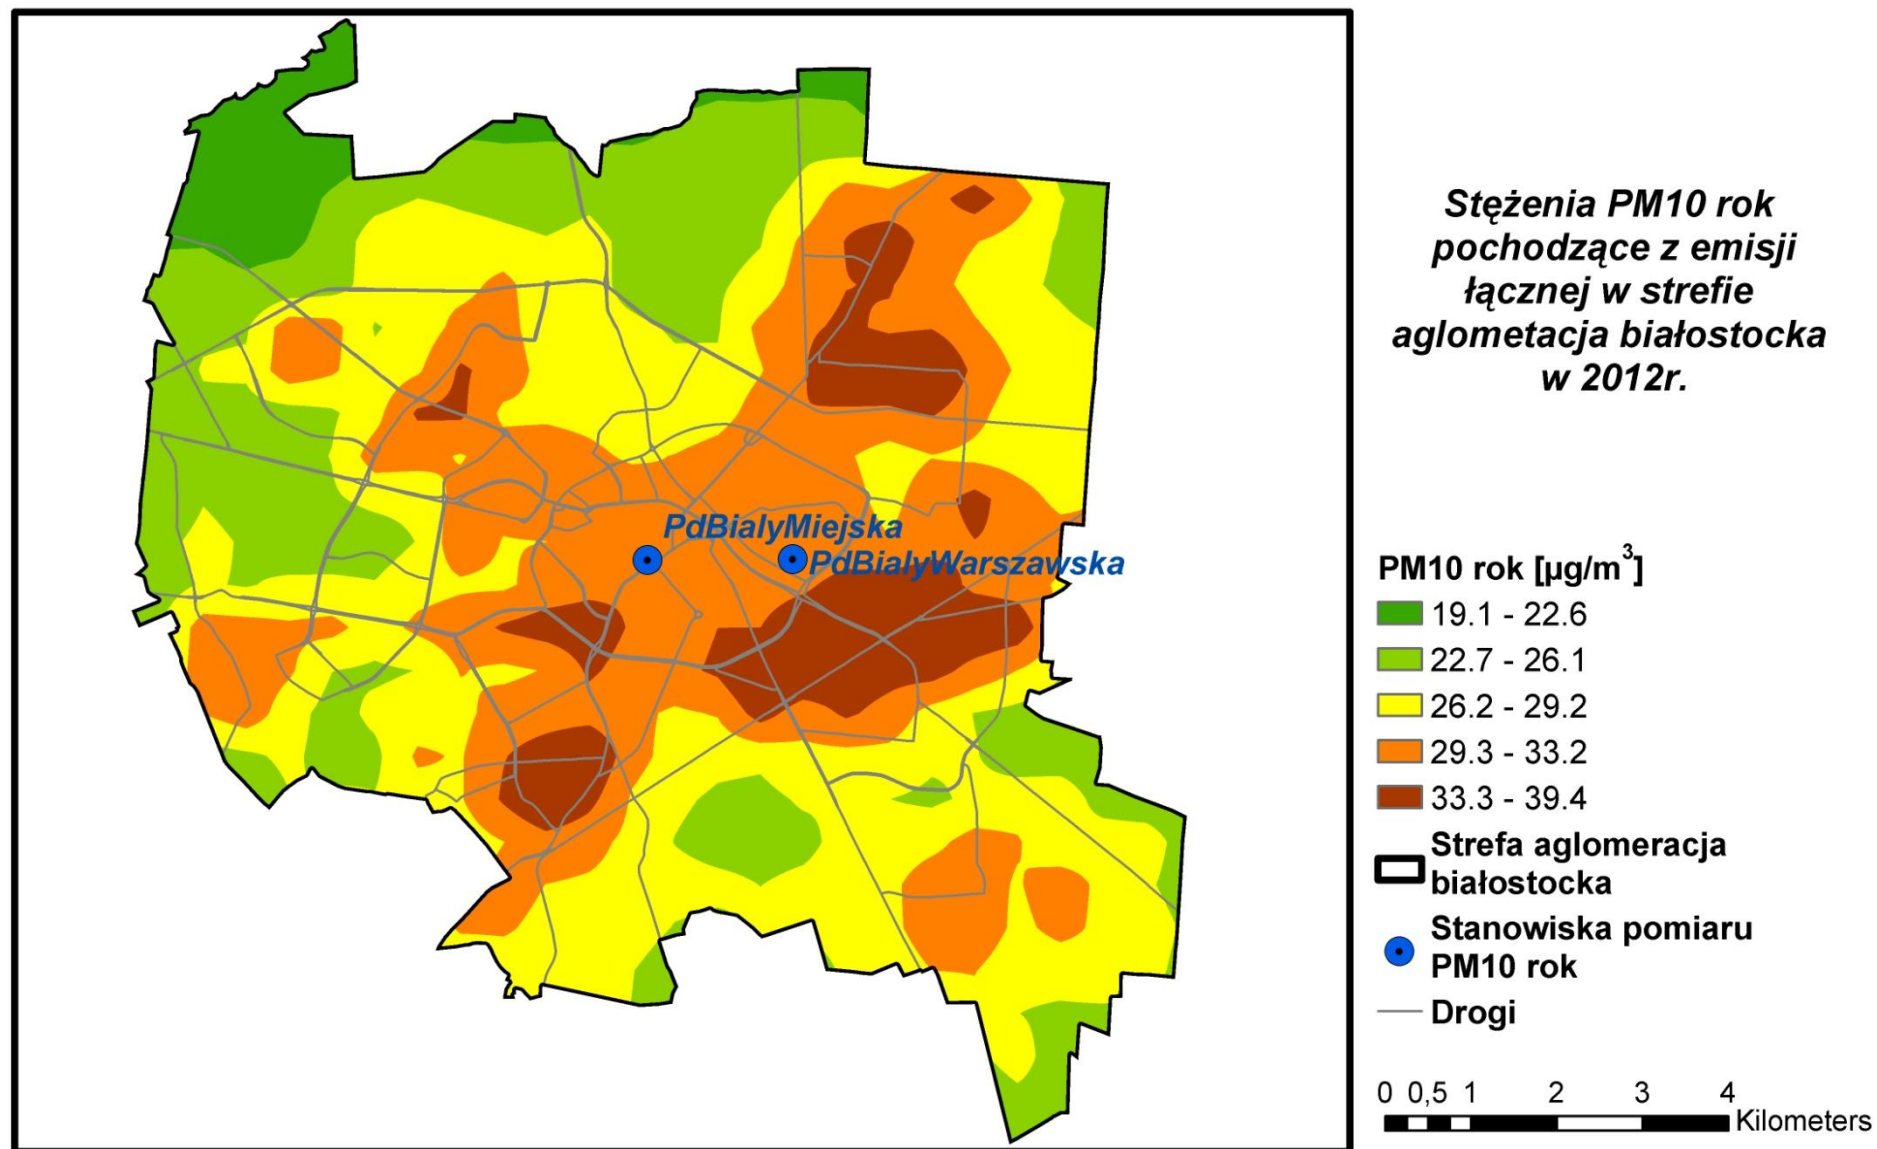 Stężenia PM10 rok
pochodzące z emisji
łącznej w strefie
aglometacja białostocka
w 2012r.
PdBialyMiejska
PdBialyWarszawska
PM10 rok [µg/m³]
19.1 - 22.6
22.7 - 26.1
26.2 - 29.2
29.3 - 33.2
33.3 - 39.4
Strefa aglomeracja
białostocka
Stanowiska pomiaru
PM10 rok
Drogi
0 0,5 1 2 3 4
Kilometers